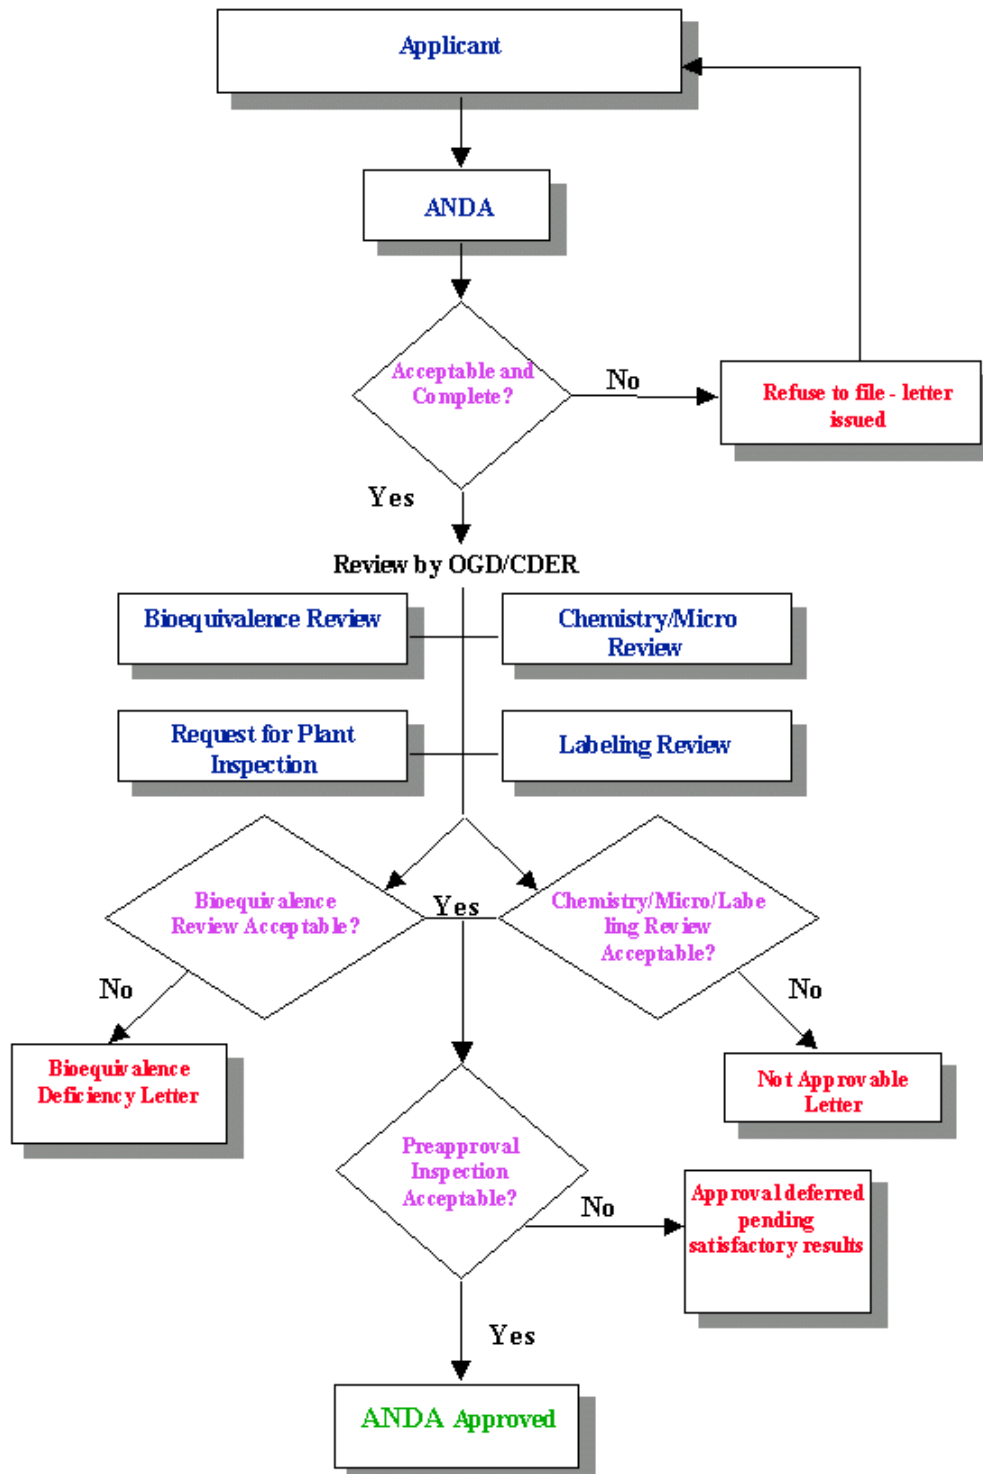 Applicant
ANDA
Acceptable and
Complete?
No
Refuse to file - letter
issued
Yes
Review by OGD/CDER
Bioequivalence Review
Chemistry/Micro
Review
Request for Plant
Inspection
Labeling Review
Bioequivalence
Review Acceptable?
Yes
Chemistry/Micro/Labe
ling Review
Acceptable?
No
No
Bioequivalence
Deficiency Letter
Not Approvable
Letter
Preapproval
Inspection
Acceptable?
No
Approval deferred
pending
satisfactory results
Yes
ANDA Approved